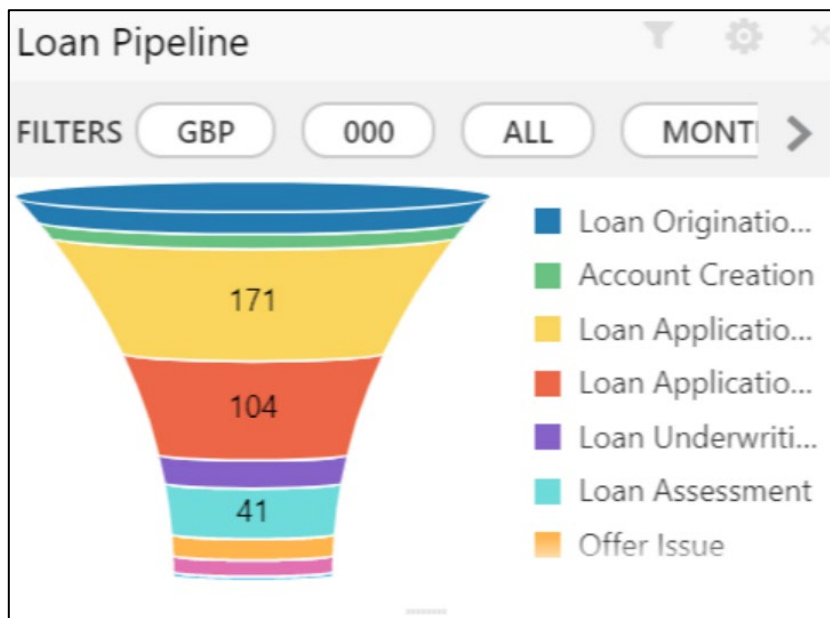 Loan Pipeline
FILTERS GBP 000 ALL MONT
171
104
41
Loan Originatio...
Account Creation
Loan Applicatio...
Loan Applicatio...
Loan Underwriti...
Loan Assessment
Offer Issue